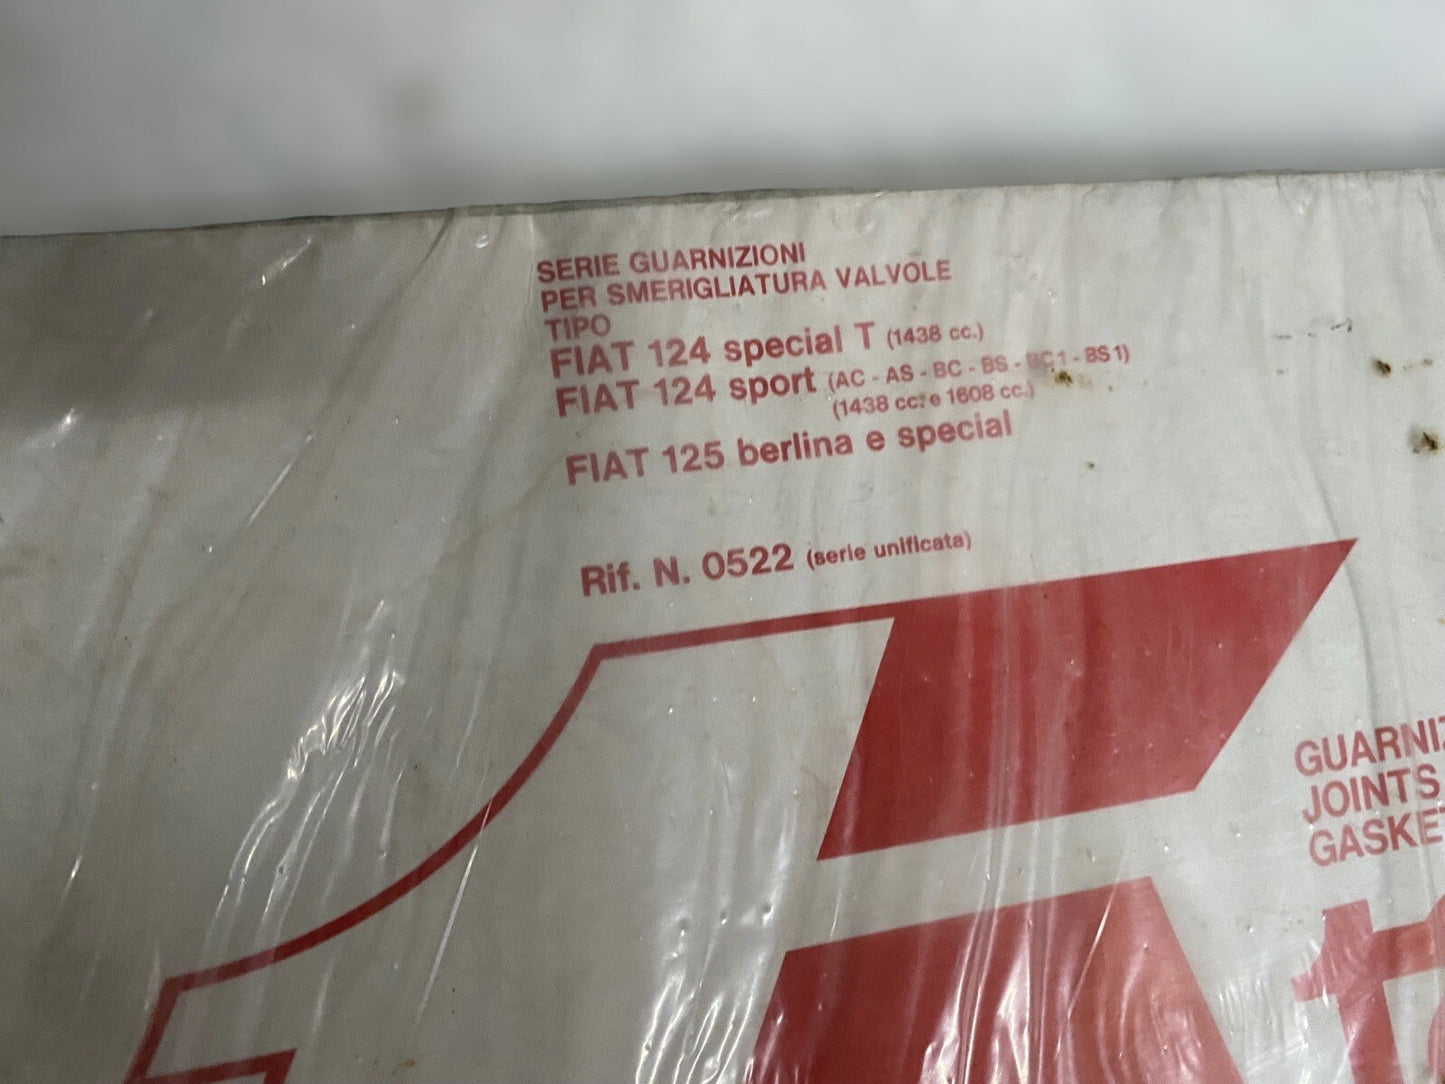 SERIE GUARNIZIONI
PER SMERIGLIATURA VALVOLE
TIPO
FIAT 124 special T (1438 cc.)
FIAT 124 sport (AC - AS - BC - BS - BC1 - BS1)
(1438 cc. e 1608 cc.)
FIAT 125 berlina e special
Rif. N. 0522 (serie unificata)
GUARNIZ
JOINTS
GASKET